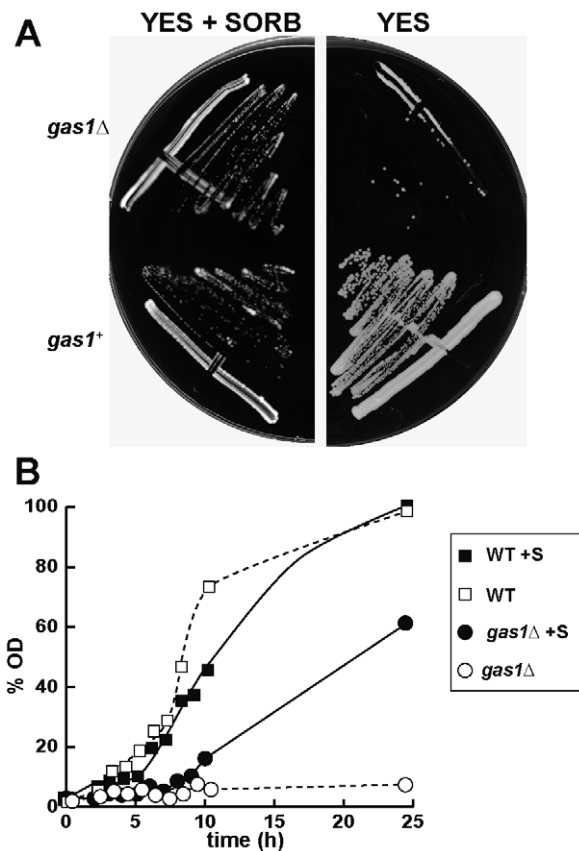 A
YES + SORB
YES
gas1Δ
gas1⁺
B
100
80
60
40
20
0
% OD
0
5
10
15
20
25
time (h)
WT +S
WT
gas1Δ +S
gas1Δ